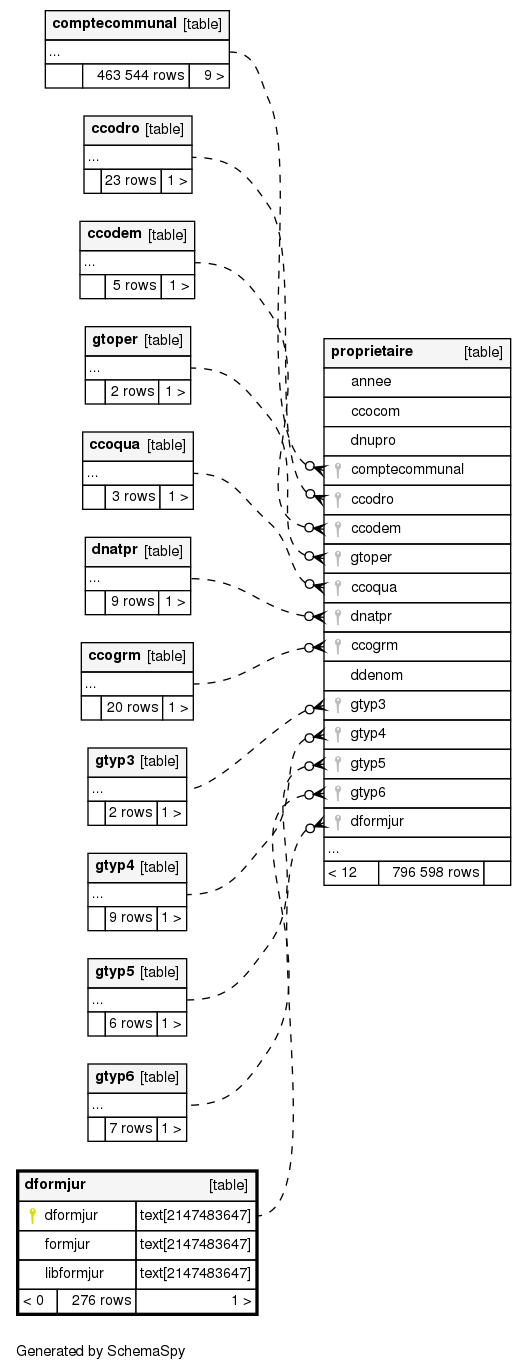 comptecommunal [table]
...
463 544 rows 9 >
ccodro [table]
...
23 rows 1 >
ccodem [table]
...
5 rows 1 >
gtoper [table]
...
2 rows 1 >
ccoqua [table]
...
3 rows 1 >
dnatpr [table]
...
9 rows 1 >
ccogrm [table]
...
20 rows 1 >
gtyp3 [table]
...
2 rows 1 >
gtyp4 [table]
...
9 rows 1 >
gtyp5 [table]
...
6 rows 1 >
gtyp6 [table]
...
7 rows 1 >
dformjur [table]
dformjur text[2147483647]
formjur text[2147483647]
libformjur text[2147483647]
< 0 276 rows 1 >
proprietaire [table]
annee
ccocom
dnupro
comptecommunal
ccodro
ccodem
gtoper
ccoqua
dnatpr
ccogrm
ddenom
gtyp3
gtyp4
gtyp5
gtyp6
dformjur
...
< 12 796 598 rows
Generated by SchemaSpy